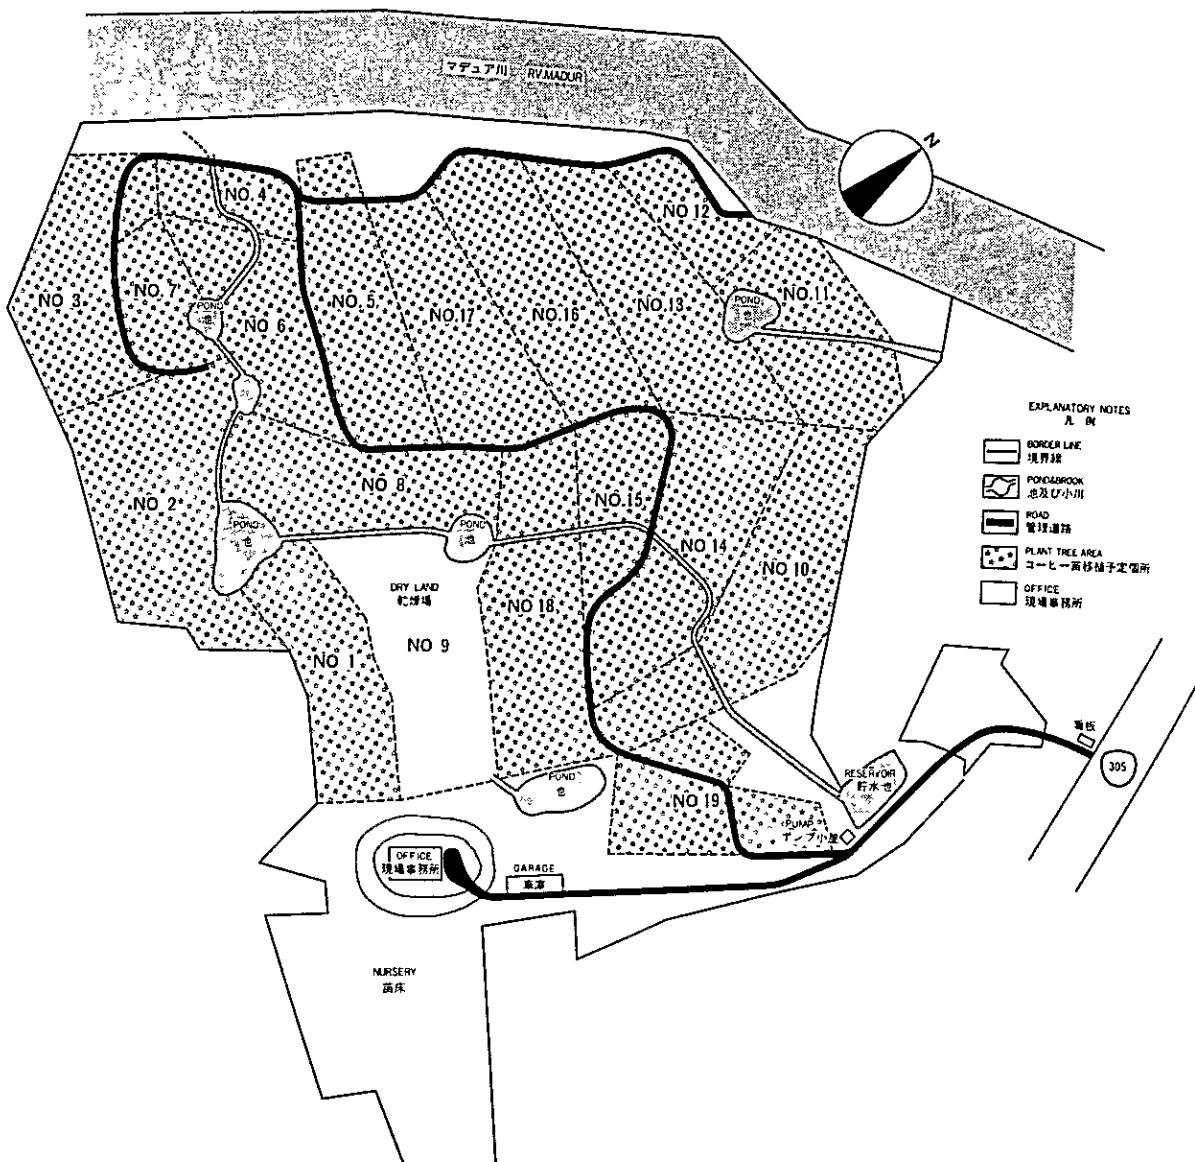 マデュア川 RV.MADUR
N
NO 4
NO 12
NO 3
NO 7
NO 5
NO 11
POND
池
NO 6
NO.17
NO.16
NO.13
POND
池
EXPLANATORY NOTES
凡例
BORDER LINE
境界線
POND&BROOK
池及び小川
ROAD
管理道路
PLANT TREE AREA
コーヒー苗移植予定個所
OFFICE
現場事務所
NO 2
NO 8
NO.15
POND
池
POND
池
NO 14
NO 10
DRY LAND
乾燥場
NO 18
NO 9
NO 1
看板
305
POND
池
RESERVOIR
貯水池
NO 19
PUMP
ポンプ小屋
OFFICE
現場事務所
GARAGE
車庫
NURSERY
苗床